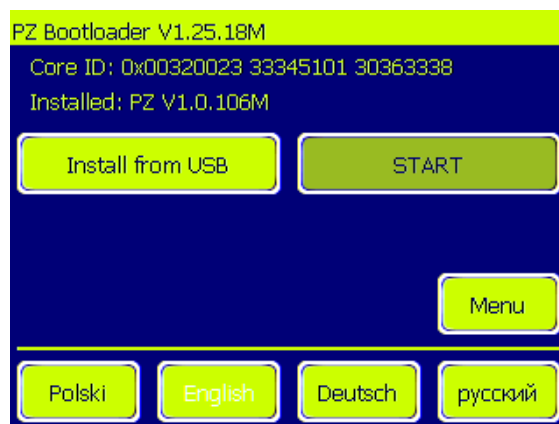 PZ Bootloader V1.25.18M
Core ID: 0x00320023 33345101 30363338
Installed: PZ V1.0.106M
Install from USB START
Menu
Polski English Deutsch русский